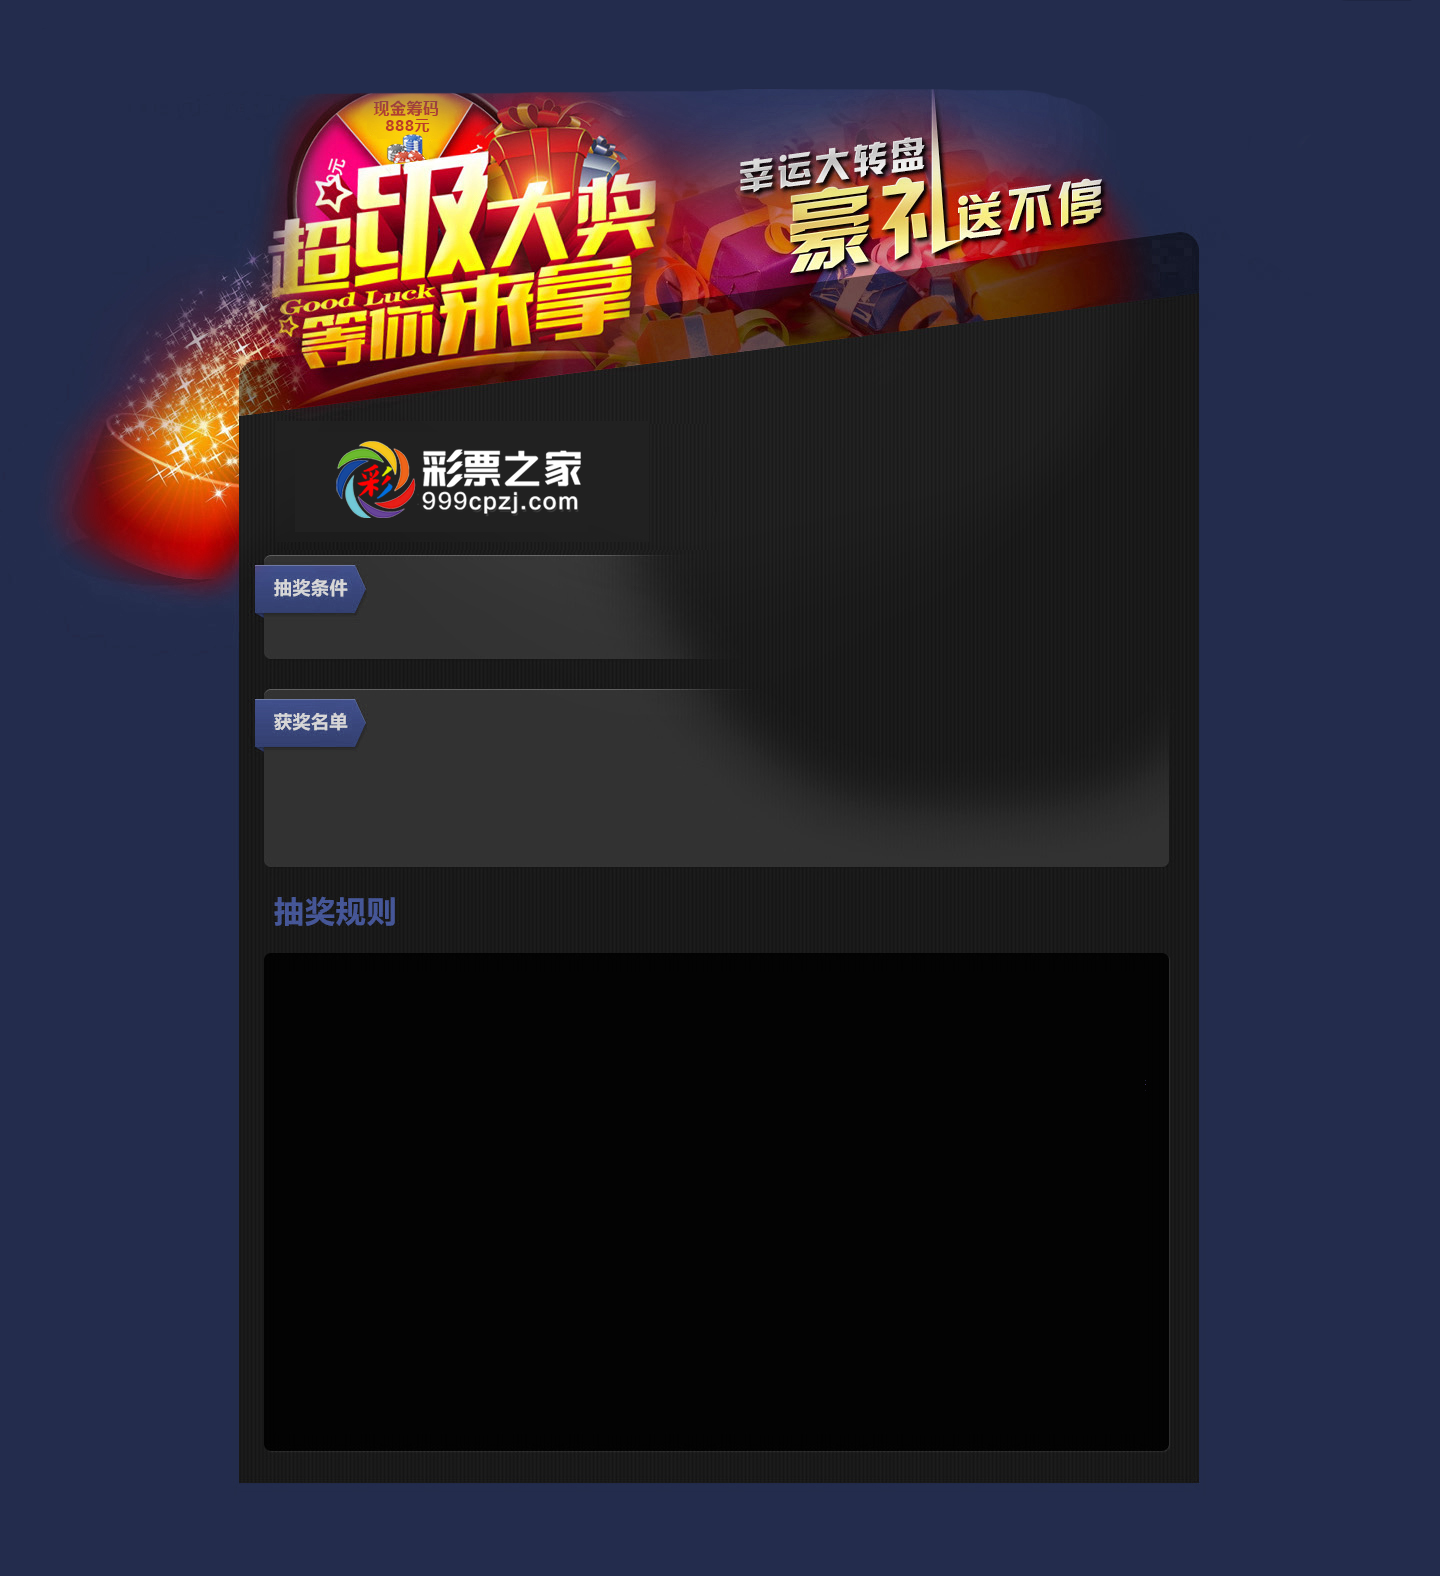 现金筹码
888元
元
超级大奖
Good Luck
等你来拿
幸运大转盘
豪礼送不停
彩
彩票之家
999cpzj.com
抽奖条件
获奖名单
抽奖规则